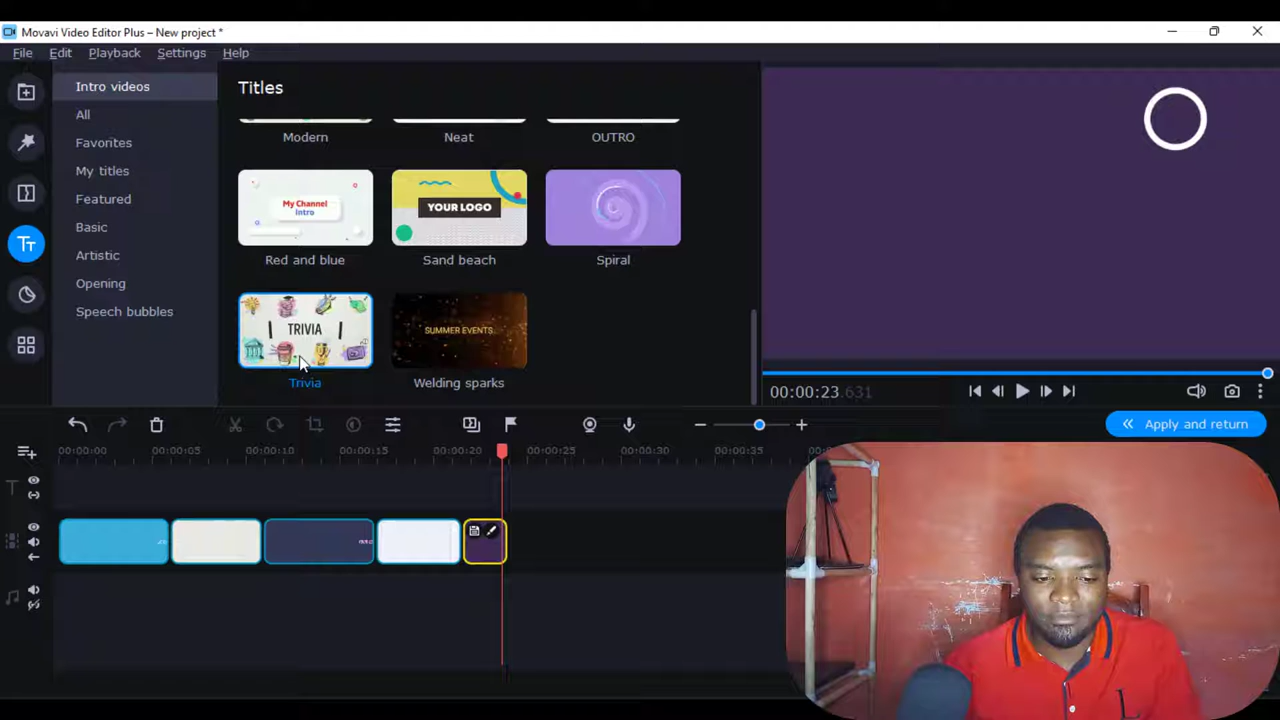 Movavi Video Editor Plus – New project *
File Edit Playback Settings Help
Intro videos
All
Favorites
My titles
Featured
Basic
Artistic
Opening
Speech bubbles
Titles
Modern Neat OUTRO
My Channel
Intro
YOUR LOGO
Red and blue Sand beach Spiral
TRIVIA
SUMMER EVENTS
Trivia Welding sparks
00:00:23.631
Apply and return
00:00:00 00:00:05 00:00:10 00:00:15 00:00:20 00:00:25 00:00:30 00:00:35